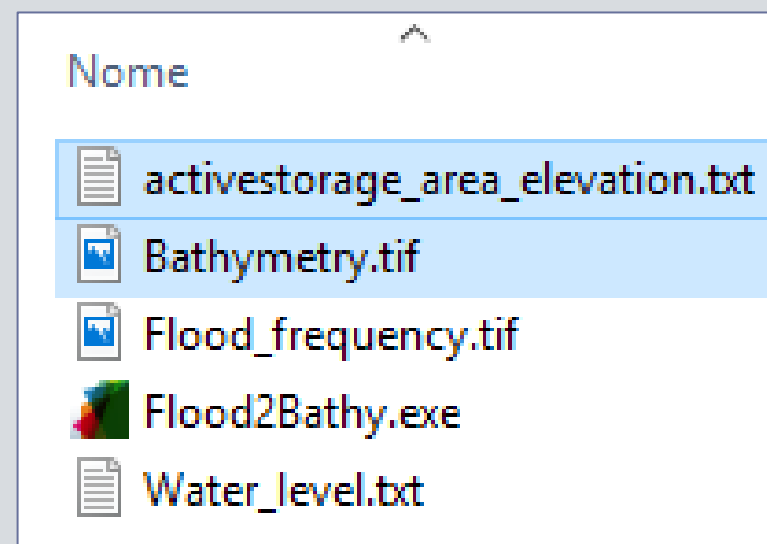 Nome
activestorage_area_elevation.txt
Bathymetry.tif
Flood_frequency.tif
Flood2Bathy.exe
Water_level.txt